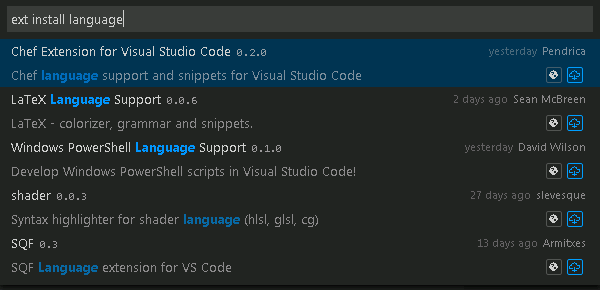 ext install language
Chef Extension for Visual Studio Code 0.2.0 yesterday Pendrica
Chef language support and snippets for Visual Studio Code
LaTeX Language Support 0.0.6 2 days ago Sean McBreen
LaTeX - colorizer, grammar and snippets.
Windows PowerShell Language Support 0.1.0 yesterday David Wilson
Develop Windows PowerShell scripts in Visual Studio Code!
shader 0.0.3 27 days ago slevesque
Syntax highlighter for shader language (hlsl, glsl, cg)
SQF 0.3 13 days ago Armitxes
SQF Language extension for VS Code